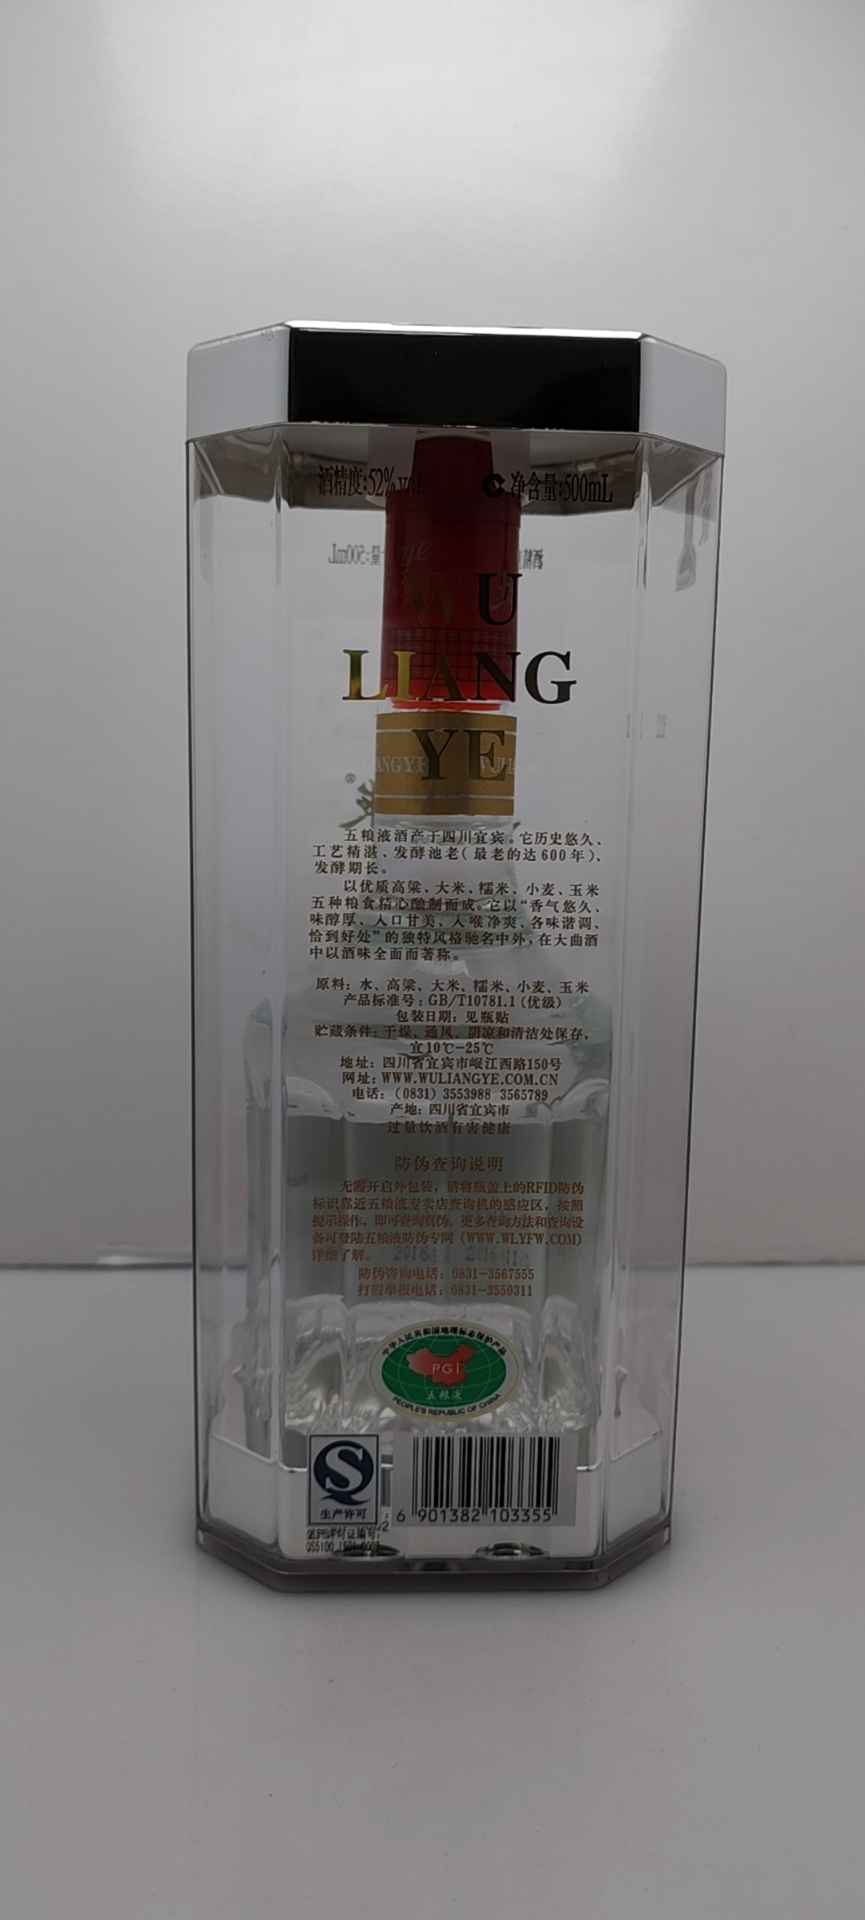 酒精度:52%vol 净含量:500mL
WU
LIANG
YE
五粮液酒产于四川宜宾。它历史悠久、
工艺精湛、发酵池老(最老的达600年)、
发酵期长。
以优质高粱、大米、糯米、小麦、玉米
五种粮食精心酿制而成。它以“香气悠久、
味醇厚、入口甘美、入喉净爽、各味谐调、
恰到好处”的独特风格驰名中外,在大曲酒
中以酒味全面而著称。
原料: 水、高粱、大米、糯米、小麦、玉米
产品标准号: GB/T10781.1 (优级)
包装日期: 见瓶贴
贮藏条件: 干燥、通风、阴凉和清洁处保存,
宜10℃-25℃
地址: 四川省宜宾市岷江西路150号
网址: WWW.WULIANGYE.COM.CN
电话: (0831) 3553988 3565789
产地: 四川省宜宾市
过量饮酒有害健康
防伪查询说明
无需开启外包装, 请将瓶盖上的RFID防伪
标识靠近五粮液专卖店查询机的感应区, 按照
提示操作, 即可查询真伪。更多查询方法和查询设
备可登陆五粮液防伪专网 (WWW.WLYFW.COM)
详细了解。
防伪咨询电话: 0831-3567555
打假举报电话: 0831-3550311
中华人民共和国地理标志保护产品
PGI
五粮液
PEOPLE'S REPUBLIC OF CHINA
生产许可
6 901382 103355